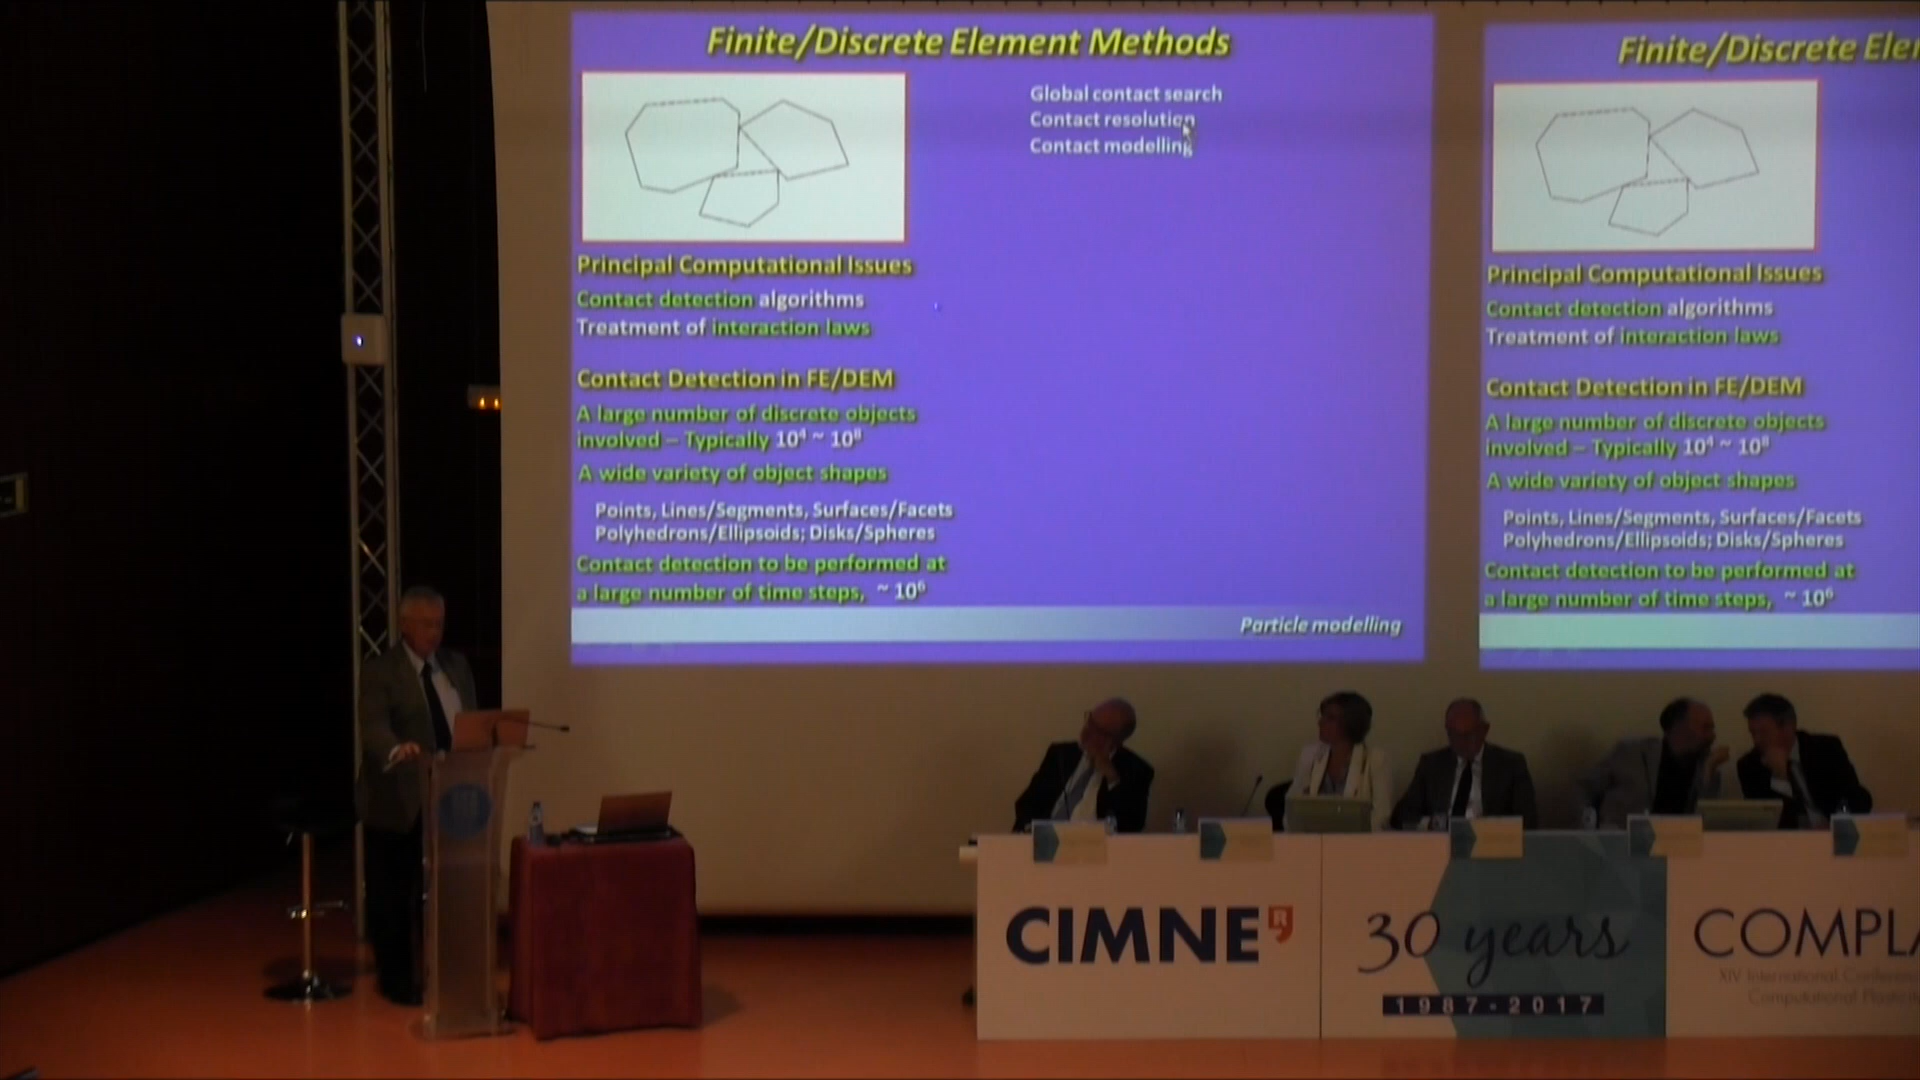 Finite/Discrete Element Methods
Global contact search
Contact resolution
Contact modelling
Principal Computational Issues
Contact detection algorithms
Treatment of interaction laws
Contact Detection in FE/DEM
A large number of discrete objects
involved – Typically 10⁴ ~ 10⁸
A wide variety of object shapes
Points, Lines/Segments, Surfaces/Facets
Polyhedrons/Ellipsoids; Disks/Spheres
Contact detection to be performed at
a large number of time steps, ~ 10⁶
Particle modelling
Finite/Discrete Ele
Principal Computational Issues
Contact detection algorithms
Treatment of interaction laws
Contact Detection in FE/DEM
A large number of discrete objects
involved – Typically 10⁴ ~ 10⁸
A wide variety of object shapes
Points, Lines/Segments, Surfaces/Facets
Polyhedrons/Ellipsoids; Disks/Spheres
Contact detection to be performed at
a large number of time steps, ~ 10⁶
CIMNE R
30 years
1987-2017
COMPLA
XIV International Conferen
Computational Plastici